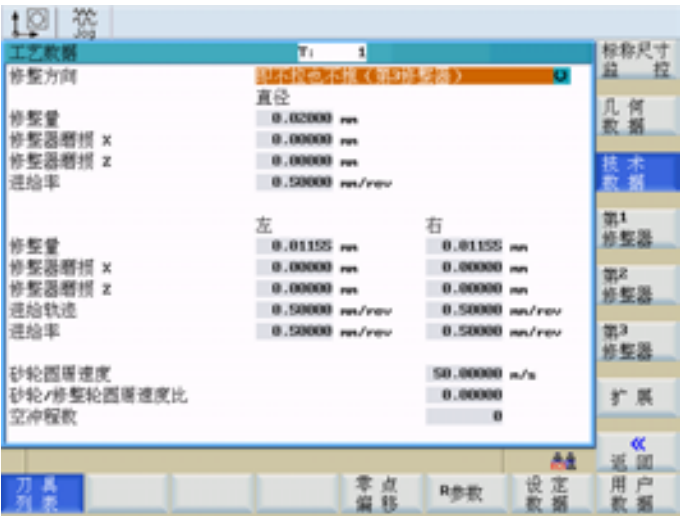 Jog
工艺数据 T: 1
修整方向 (第3修整器)
直径
修整量 0.02000 mm
修整器磨损 X 0.00000 mm
修整器磨损 Z 0.00000 mm
进给率 0.50000 mm/rev
左 右
修整量 0.01155 mm 0.01155 mm
修整器磨损 X 0.00000 mm 0.00000 mm
修整器磨损 Z 0.00000 mm 0.00000 mm
进给轨迹 0.50000 mm/rev 0.50000 mm/rev
进给率 0.50000 mm/rev 0.50000 mm/rev
砂轮圆周速度 50.00000 m/s
砂轮/修整轮圆周速度比 0.00000
空冲程数 0
标称尺寸
监 控
几 何
数 据
技 术
数 据
第1
修整器
第2
修整器
第3
修整器
扩 展
«
返 回
刀 具
列 表
零 点
偏 移
R参数
设 定
数 据
用 户
数 据